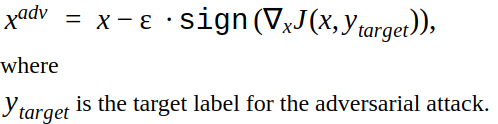 x^{adv} = x − ε · sign(∇_x J(x, y_{target})),
where
y_{target} is the target label for the adversarial attack.